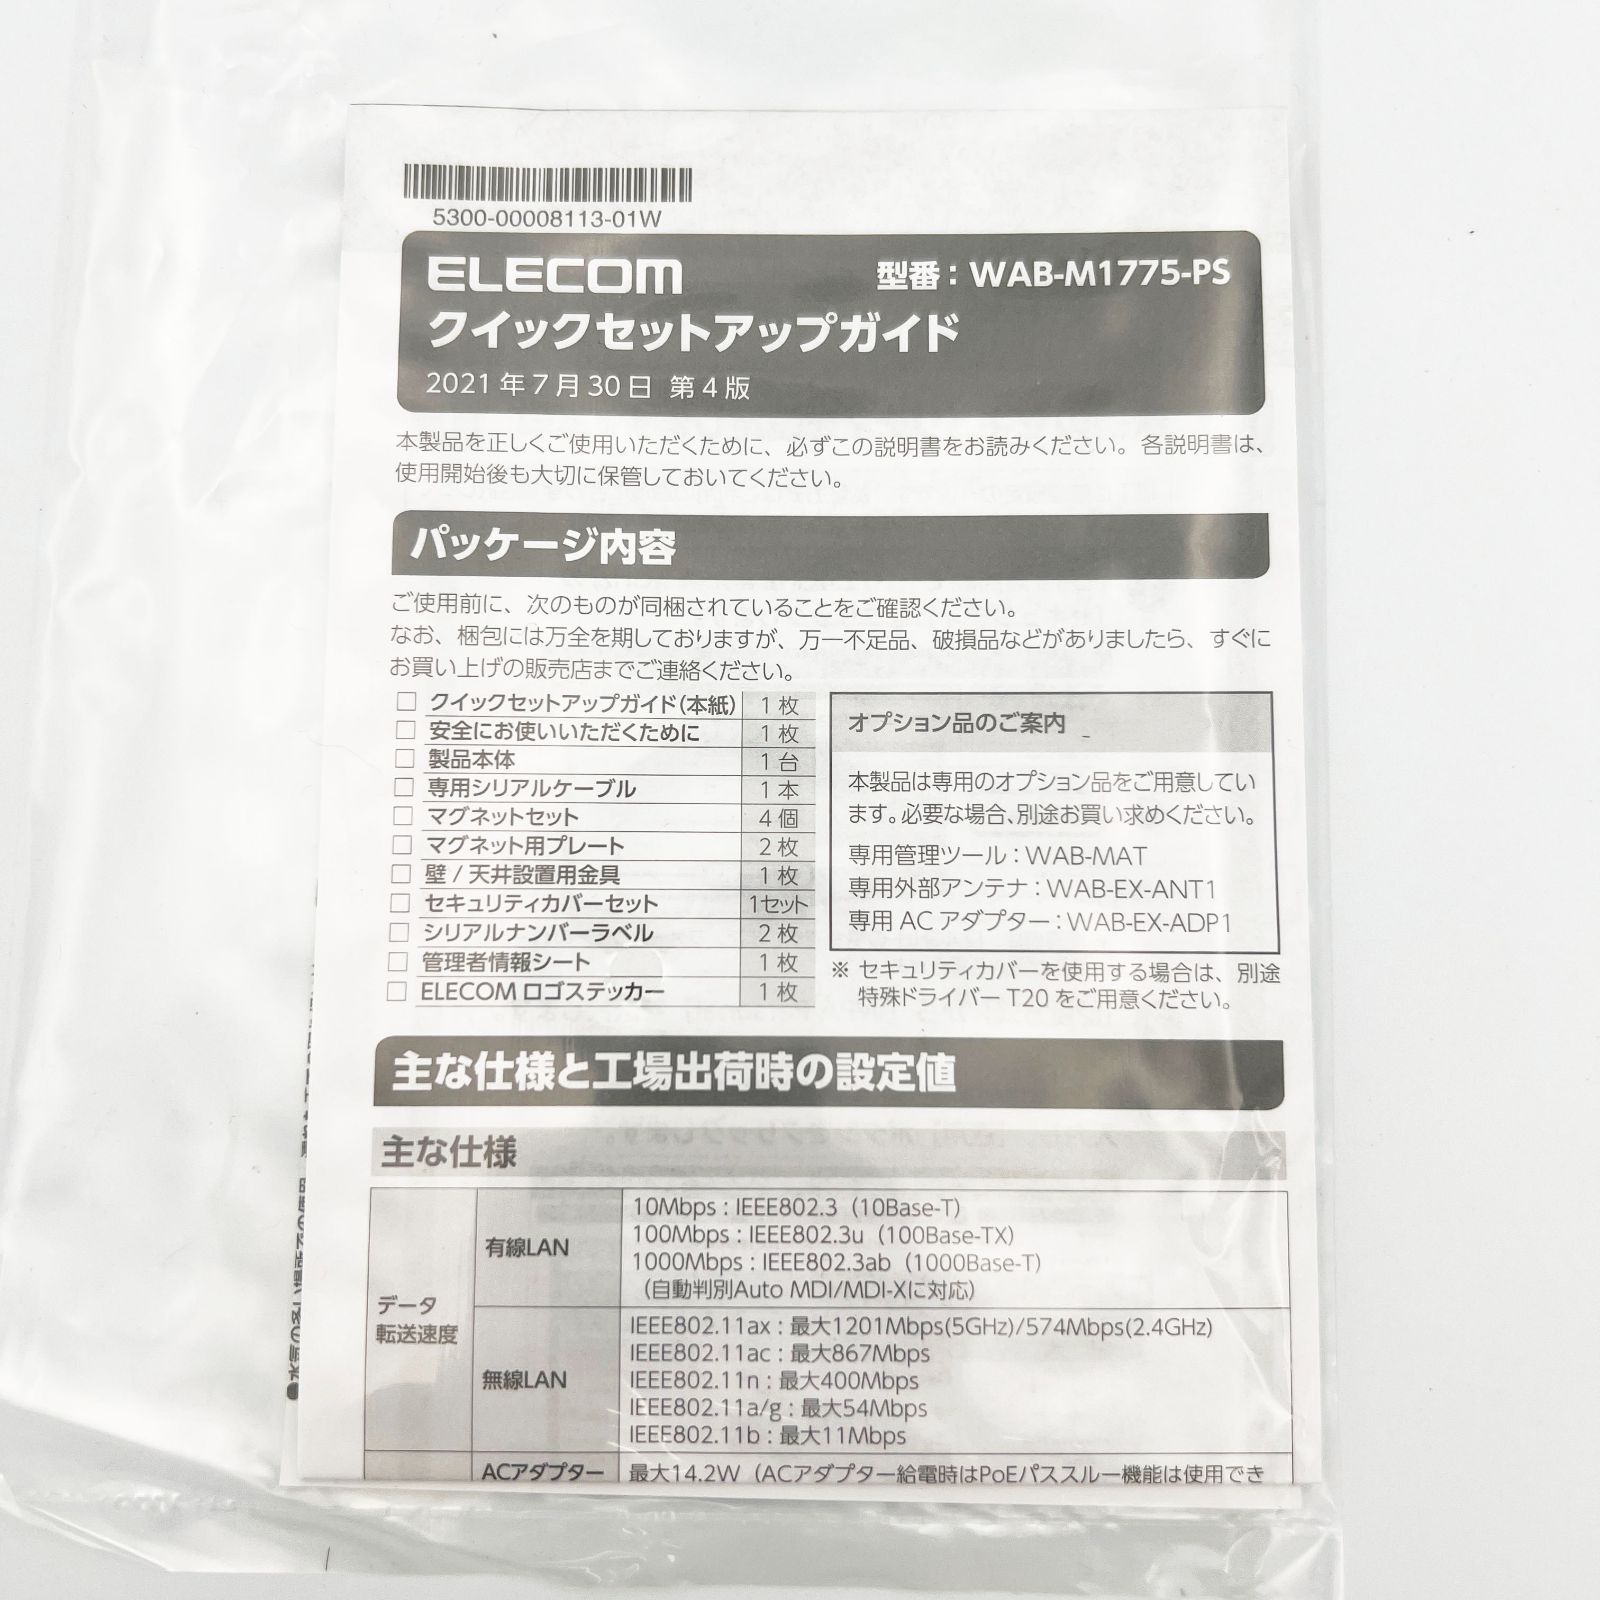 5300-00008113-01W
ELECOM
型番：WAB-M1775-PS
クイックセットアップガイド
2021年7月30日 第4版
本製品を正しくご使用いただくために、必ずこの説明書をお読みください。各説明書は、
使用開始後も大切に保管しておいてください。
パッケージ内容
ご使用前に、次のものが同梱されていることをご確認ください。
なお、梱包には万全を期しておりますが、万一不足品、破損品などがありましたら、すぐに
お買い上げの販売店までご連絡ください。
□ クイックセットアップガイド（本紙） 1枚
□ 安全にお使いいただくために 1枚
□ 製品本体 1台
□ 専用シリアルケーブル 1本
□ マグネットセット 4個
□ マグネット用プレート 2枚
□ 壁 / 天井設置用金具 1枚
□ セキュリティカバーセット 1セット
□ シリアルナンバーラベル 2枚
□ 管理者情報シート 1枚
□ ELECOM ロゴステッカー 1枚
オプション品のご案内
本製品は専用のオプション品をご用意してい
ます。必要な場合、別途お買い求めください。
専用管理ツール：WAB-MAT
専用外部アンテナ：WAB-EX-ANT1
専用 AC アダプター：WAB-EX-ADP1
※ セキュリティカバーを使用する場合は、別途
特殊ドライバー T20 をご用意ください。
主な仕様と工場出荷時の設定値
主な仕様
データ
転送速度
有線LAN
10Mbps：IEEE802.3（10Base-T）
100Mbps：IEEE802.3u（100Base-TX）
1000Mbps：IEEE802.3ab（1000Base-T）
（自動判別Auto MDI/MDI-Xに対応）
無線LAN
IEEE802.11ax：最大1201Mbps(5GHz)/574Mbps(2.4GHz)
IEEE802.11ac：最大867Mbps
IEEE802.11n：最大400Mbps
IEEE802.11a/g：最大54Mbps
IEEE802.11b：最大11Mbps
ACアダプター
最大14.2W（ACアダプター給電時はPoEパススルー機能は使用でき